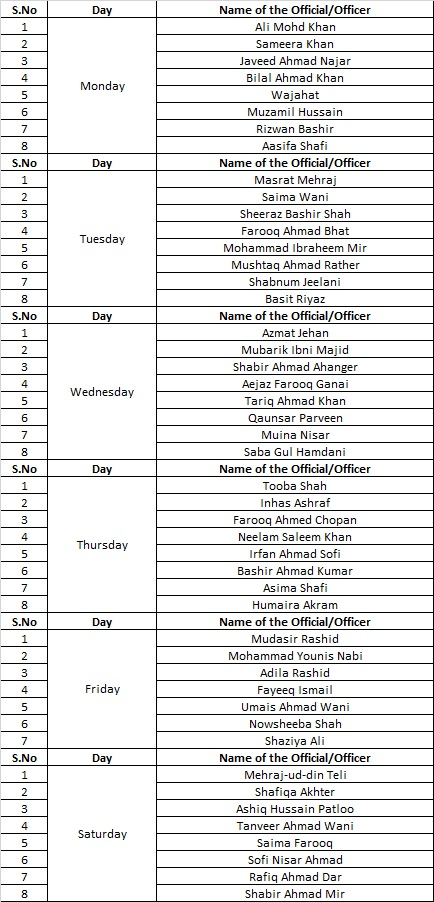 S.No Day Name of the Official/Officer
1 Ali Mohd Khan
2 Sameera Khan
3 Javeed Ahmad Najar
4 Bilal Ahmad Khan
Monday
5 Wajahat
6 Muzamil Hussain
7 Rizwan Bashir
8 Aasifa Shafi
S.No Day Name of the Official/Officer
1 Masrat Mehraj
2 Saima Wani
3 Sheeraz Bashir Shah
4 Farooq Ahmad Bhat
Tuesday
5 Mohammad Ibraheem Mir
6 Mushtaq Ahmad Rather
7 Shabnum Jeelani
8 Basit Riyaz
S.No Day Name of the Official/Officer
1 Azmat Jehan
2 Mubarik Ibni Majid
3 Shabir Ahmad Ahanger
4 Aejaz Farooq Ganai
Wednesday
5 Tariq Ahmad Khan
6 Qaunsar Parveen
7 Muina Nisar
8 Saba Gul Hamdani
S.No Day Name of the Official/Officer
1 Tooba Shah
2 Inhas Ashraf
3 Farooq Ahmed Chopan
4 Neelam Saleem Khan
Thursday
5 Irfan Ahmad Sofi
6 Bashir Ahmad Kumar
7 Asima Shafi
8 Humaira Akram
S.No Day Name of the Official/Officer
1 Mudasir Rashid
2 Mohammad Younis Nabi
3 Adila Rashid
4 Friday Fayeeq Ismail
5 Umais Ahmad Wani
6 Nowsheeba Shah
7 Shaziya Ali
S.No Day Name of the Official/Officer
1 Mehraj-ud-din Teli
2 Shafiqa Akhter
3 Ashiq Hussain Patloo
4 Tanveer Ahmad Wani
Saturday
5 Saima Farooq
6 Sofi Nisar Ahmad
7 Rafiq Ahmad Dar
8 Shabir Ahmad Mir